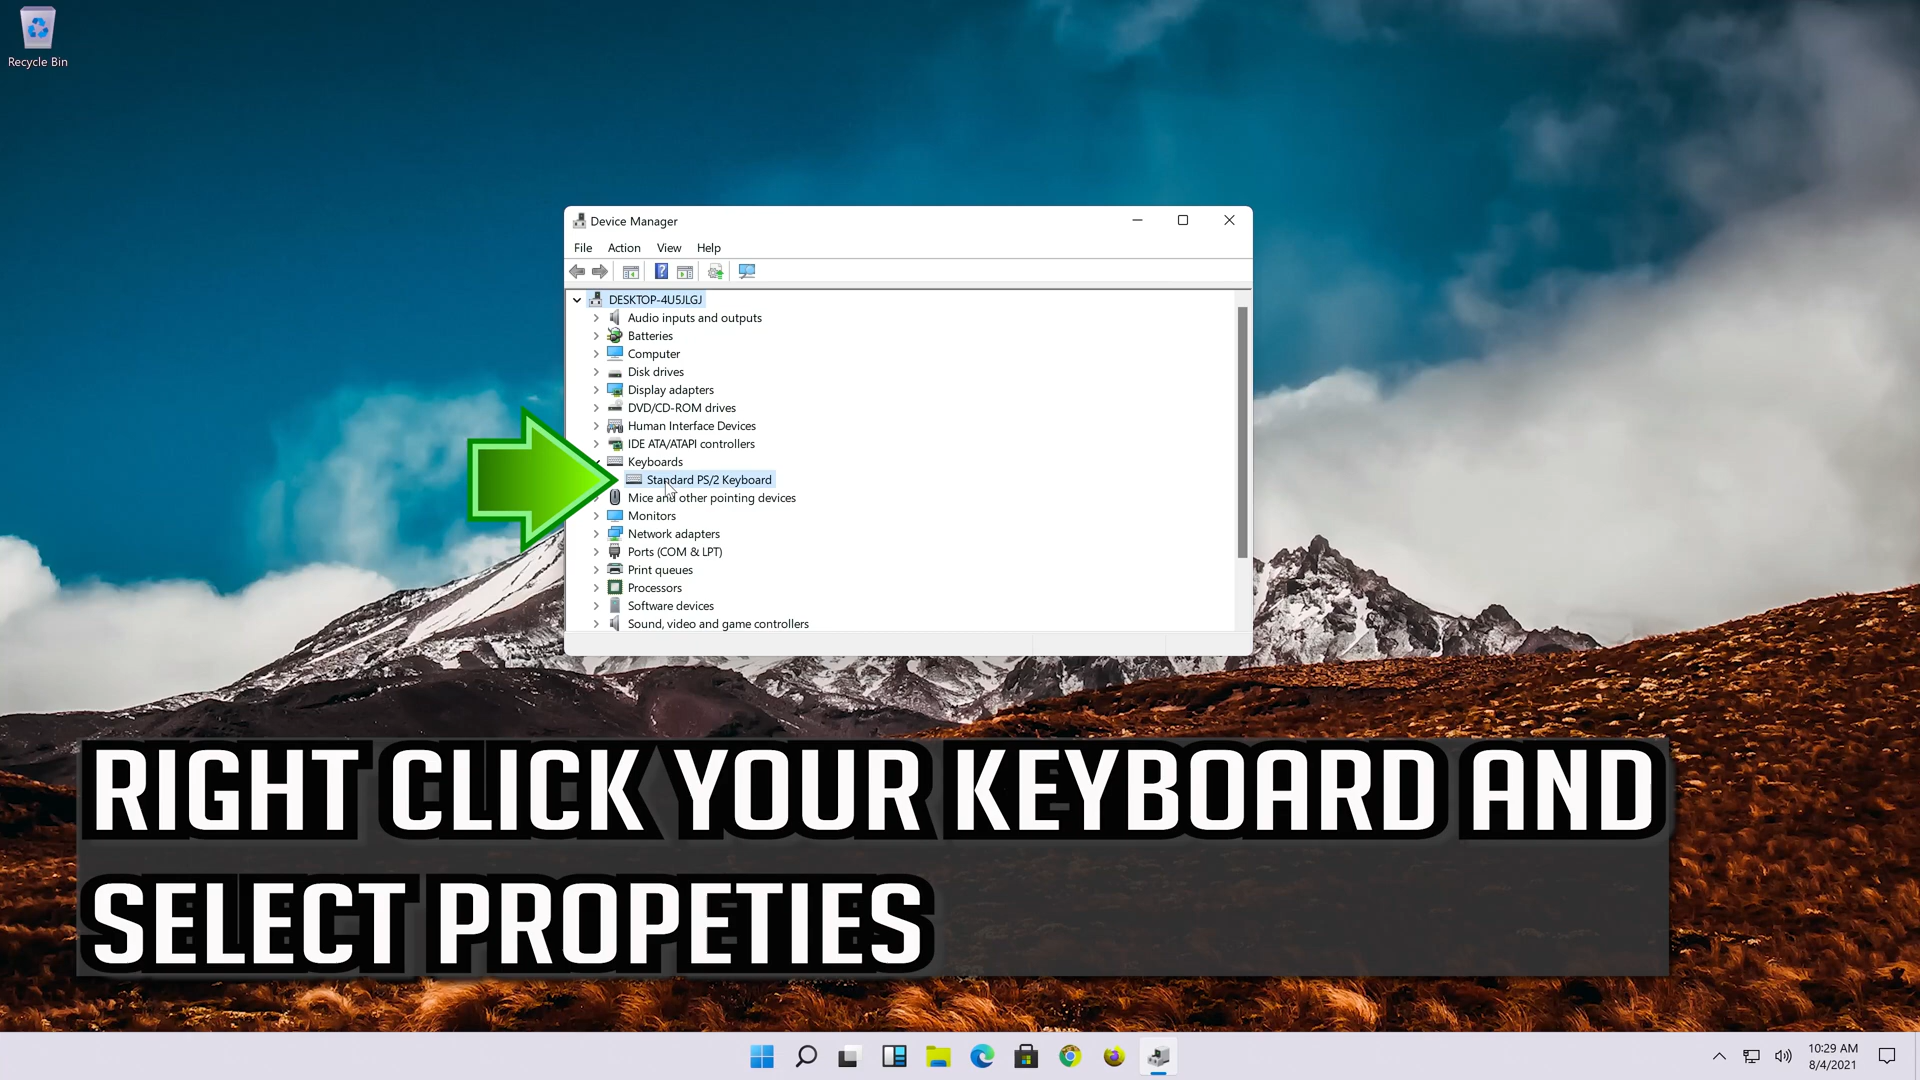 Recycle Bin
Device Manager
File Action View Help
DESKTOP-4U5JLGJ
Audio inputs and outputs
Batteries
Computer
Disk drives
Display adapters
DVD/CD-ROM drives
Human Interface Devices
IDE ATA/ATAPI controllers
Keyboards
Standard PS/2 Keyboard
Mice and other pointing devices
Monitors
Network adapters
Ports (COM & LPT)
Print queues
Processors
Software devices
Sound, video and game controllers
RIGHT CLICK YOUR KEYBOARD AND
SELECT PROPETIES
10:29 AM
8/4/2021